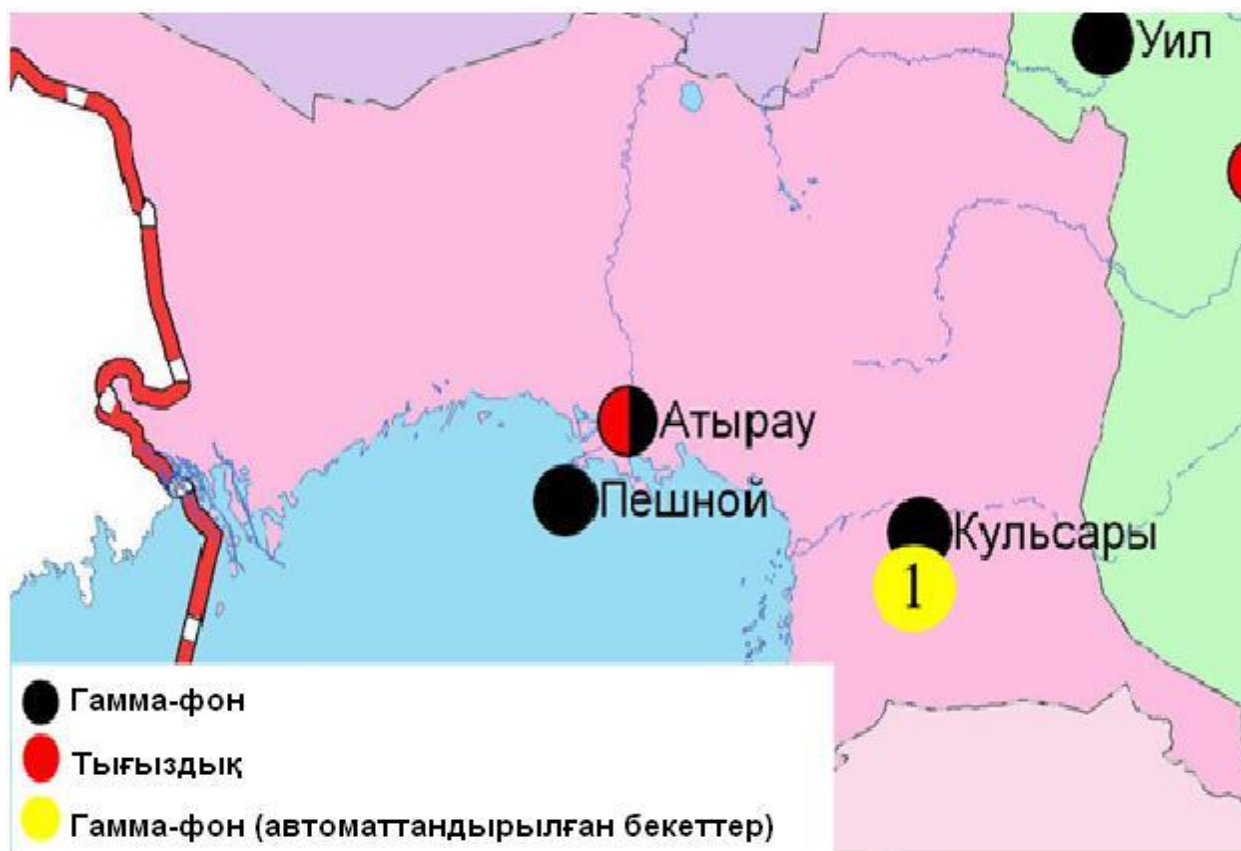 Уил
Атырау
Пешной
Кульсары
1
Гамма-фон
Тығыздық
Гамма-фон (автоматтандырылған бекеттер)